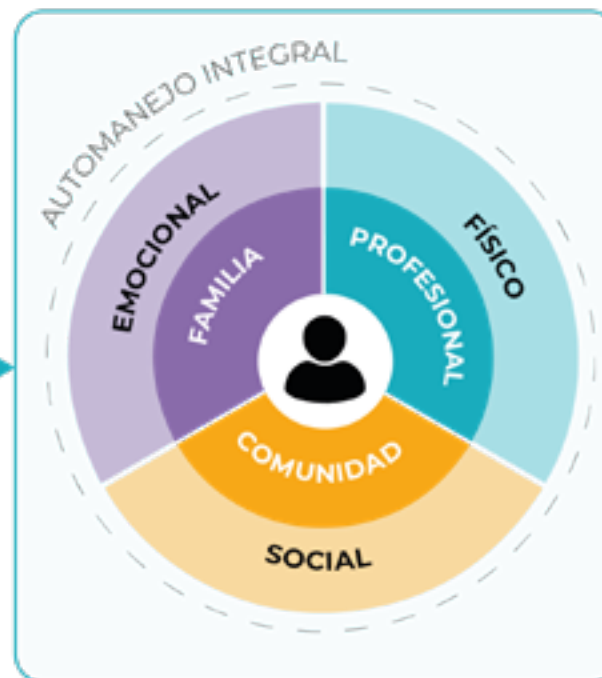 AUTOMANEJO INTEGRAL
EMOCIONAL
FAMILIA
PROFESIONAL
FÍSICO
COMUNIDAD
SOCIAL